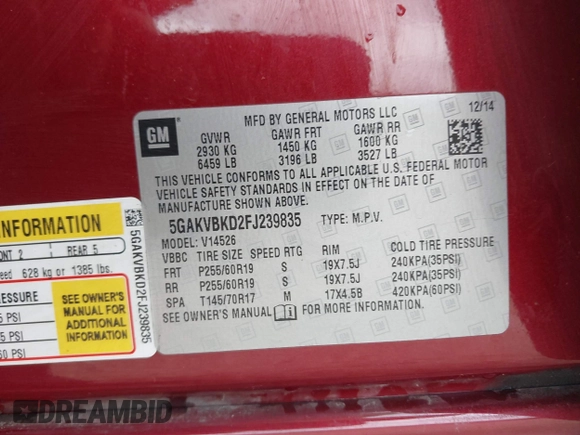 MFD BY GENERAL MOTORS LLC 12/14
GM
GVWR GAWR FRT GAWR RR
2930 KG 1450 KG 1600 KG
6459 LB 3196 LB 3527 LB
THIS VEHICLE CONFORMS TO ALL APPLICABLE U.S. FEDERAL MOTOR
VEHICLE SAFETY STANDARDS IN EFFECT ON THE DATE OF
MANUFACTURE SHOWN ABOVE.
5GAKVBKD2FJ239835 TYPE: M.P.V.
MODEL: V14526
VBBC TIRE SIZE SPEED RTG RIM COLD TIRE PRESSURE
FRT P255/60R19 S 19X7.5J 240KPA(35PSI)
RR P255/60R19 S 19X7.5J 240KPA(35PSI)
SPA T145/70R17 M 17X4.5B 420KPA(60PSI)
SEE OWNER'S MANUAL FOR MORE INFORMATION.
INFORMATION
2 REAR 5
628 kg or 1385 lbs.
PRESSURE
PSI
PSI
PSI
SEE OWNER'S
MANUAL FOR
ADDITIONAL
INFORMATION
5GAKVBKD2FJ239835
DREAMBID